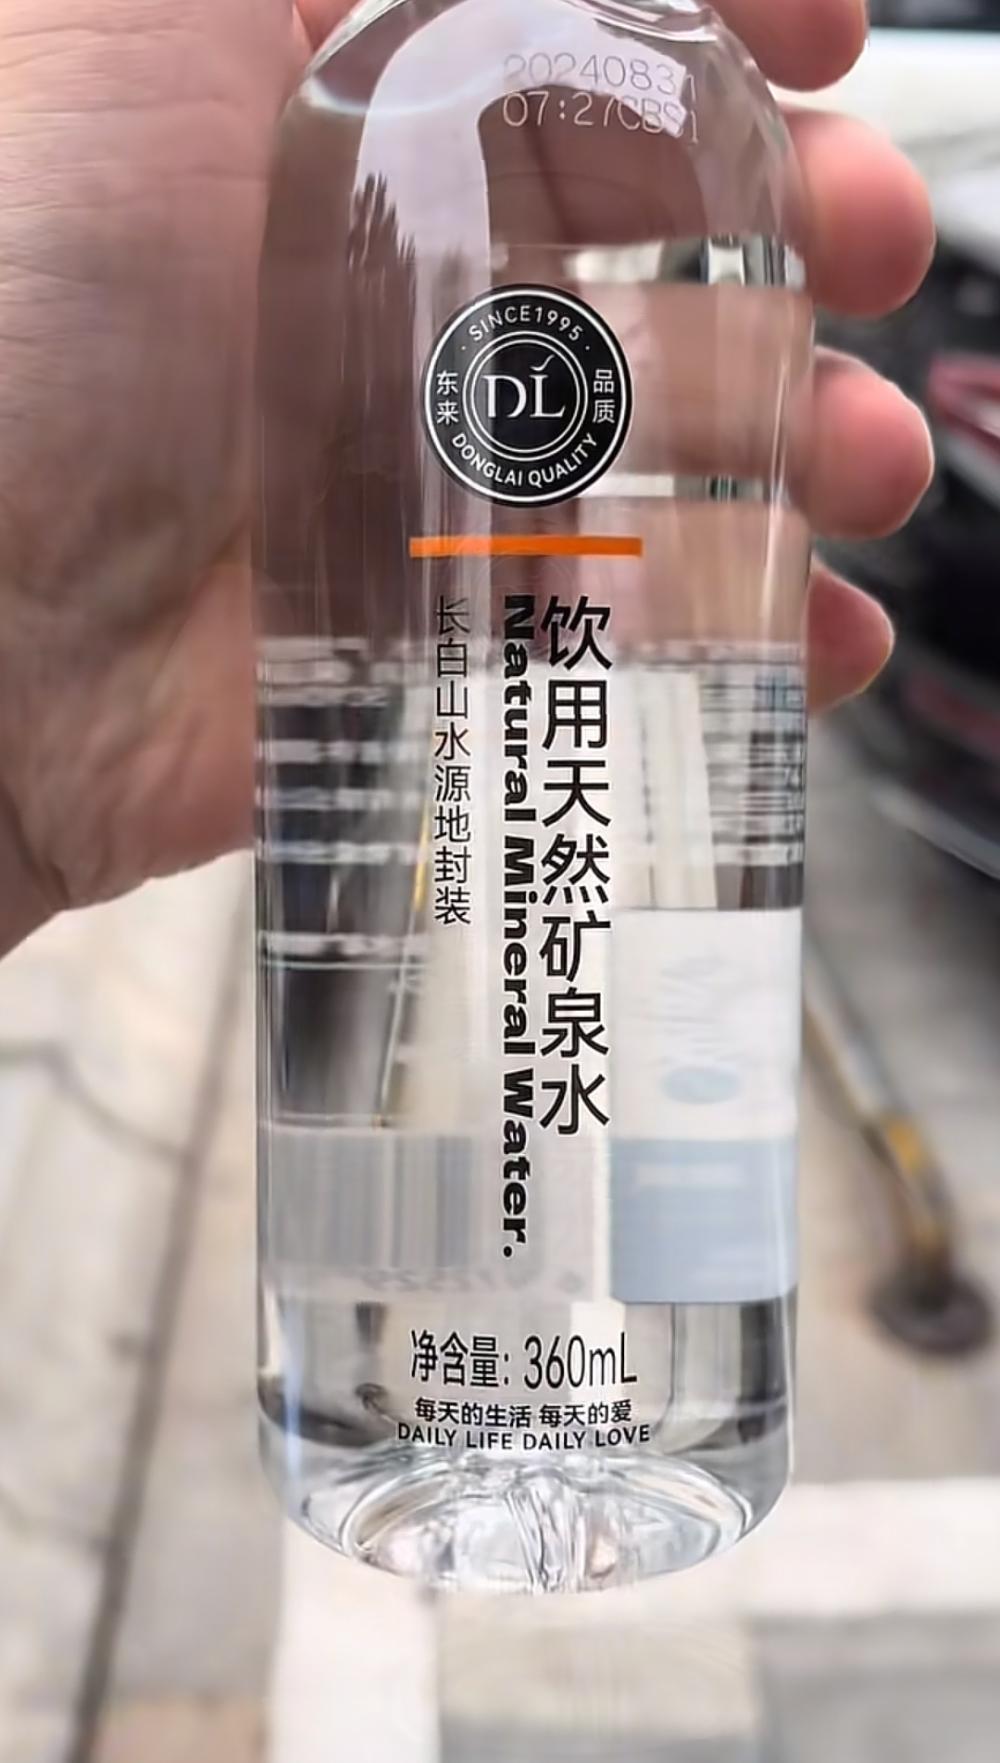 20240831
07:27CBS1
SINCE1995
东来
品质
DĹ
DONGLAI QUALITY
饮用天然矿泉水
Natural Mineral Water.
长白山水源地封装
净含量: 360mL
每天的生活 每天的爱
DAILY LIFE DAILY LOVE